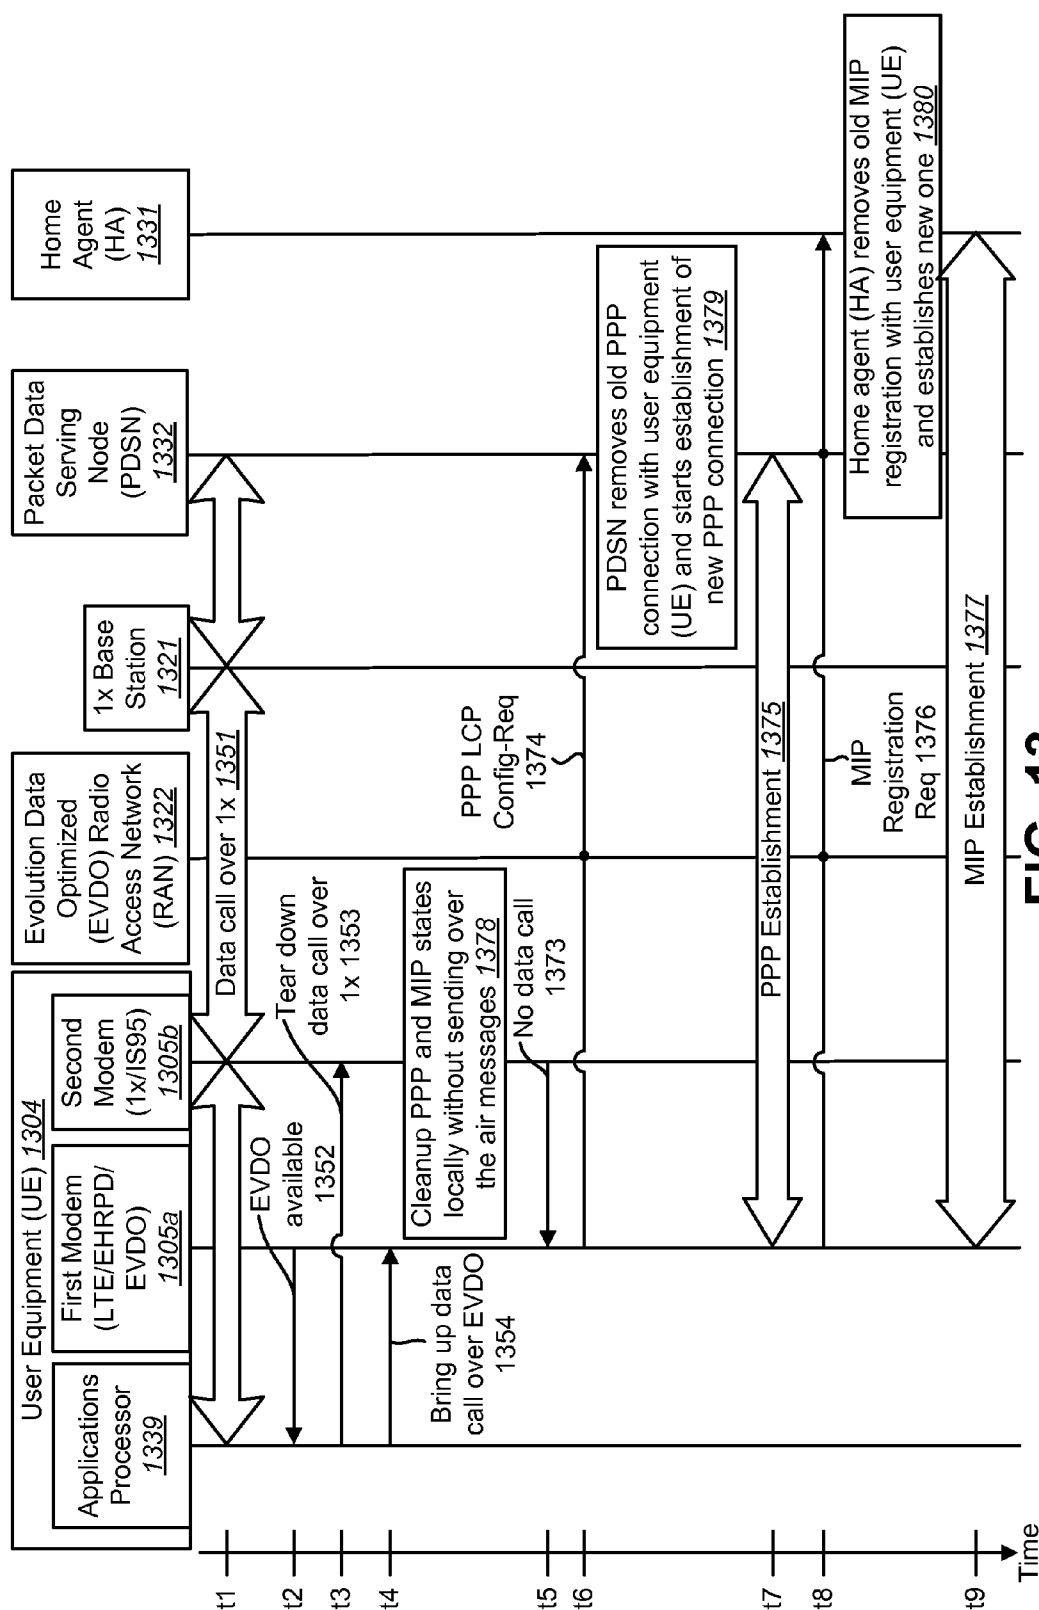 User Equipment (UE) 1304
Applications
Processor
1339
First Modem
(LTE/EHRPD/
EVDO)
1305a
Second
Modem
(1x/IS95)
1305b
Evolution Data
Optimized
(EVDO) Radio
Access Network
(RAN) 1322
1x Base
Station
1321
Packet Data
Serving
Node
(PDSN)
1332
Home
Agent
(HA)
1331
t1
Data call over 1x 1351
t2
EVDO
available
1352
t3
Tear down
data call over
1x 1353
t4
Bring up data
call over EVDO
1354
Cleanup PPP and MIP states
locally without sending over
the air messages 1378
t5
No data call
1373
t6
PPP LCP
Config-Req
1374
PDSN removes old PPP
connection with user equipment
(UE) and starts establishment of
new PPP connection 1379
t7
PPP Establishment 1375
t8
MIP
Registration
Req 1376
Home agent (HA) removes old MIP
registration with user equipment (UE)
and establishes new one 1380
t9
MIP Establishment 1377
Time